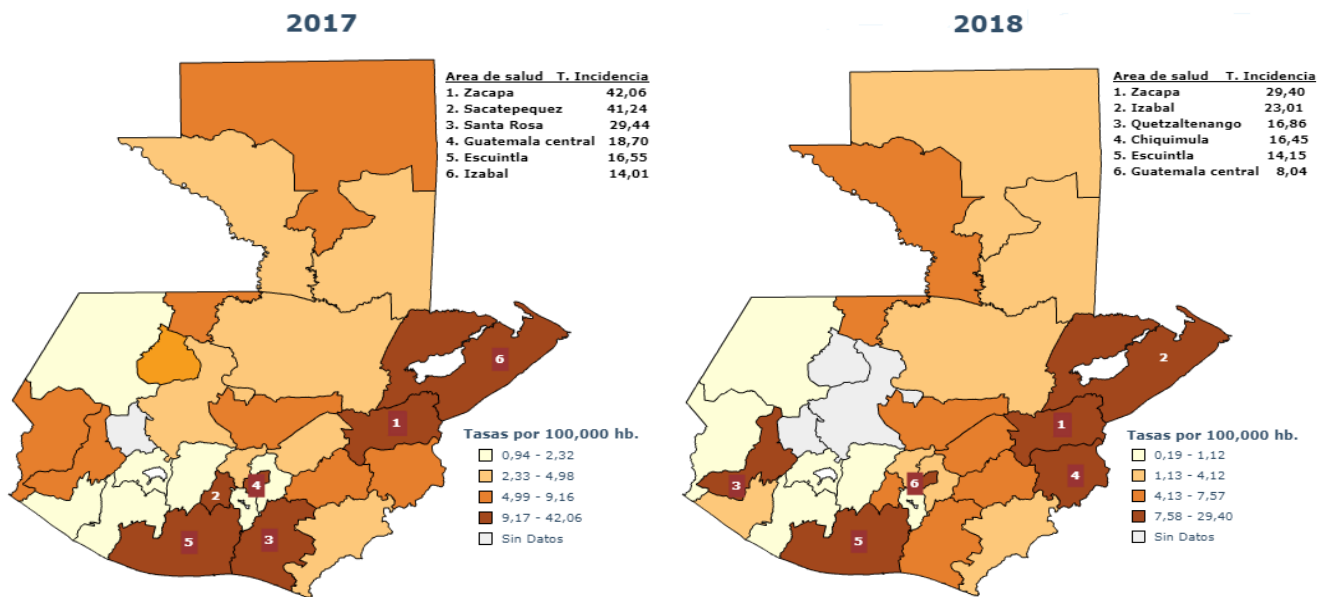 2017
Area de salud T. Incidencia
1. Zacapa 42,06
2. Sacatepequez 41,24
3. Santa Rosa 29,44
4. Guatemala central 18,70
5. Escuintla 16,55
6. Izabal 14,01
6
1
4
2
3
5
Tasas por 100,000 hb.
0,94 - 2,32
2,33 - 4,98
4,99 - 9,16
9,17 - 42,06
Sin Datos
2018
Area de salud T. Incidencia
1. Zacapa 29,40
2. Izabal 23,01
3. Quetzaltenango 16,86
4. Chiquimula 16,45
5. Escuintla 14,15
6. Guatemala central 8,04
2
1
4
3
6
5
Tasas por 100,000 hb.
0,19 - 1,12
1,13 - 4,12
4,13 - 7,57
7,58 - 29,40
Sin Datos